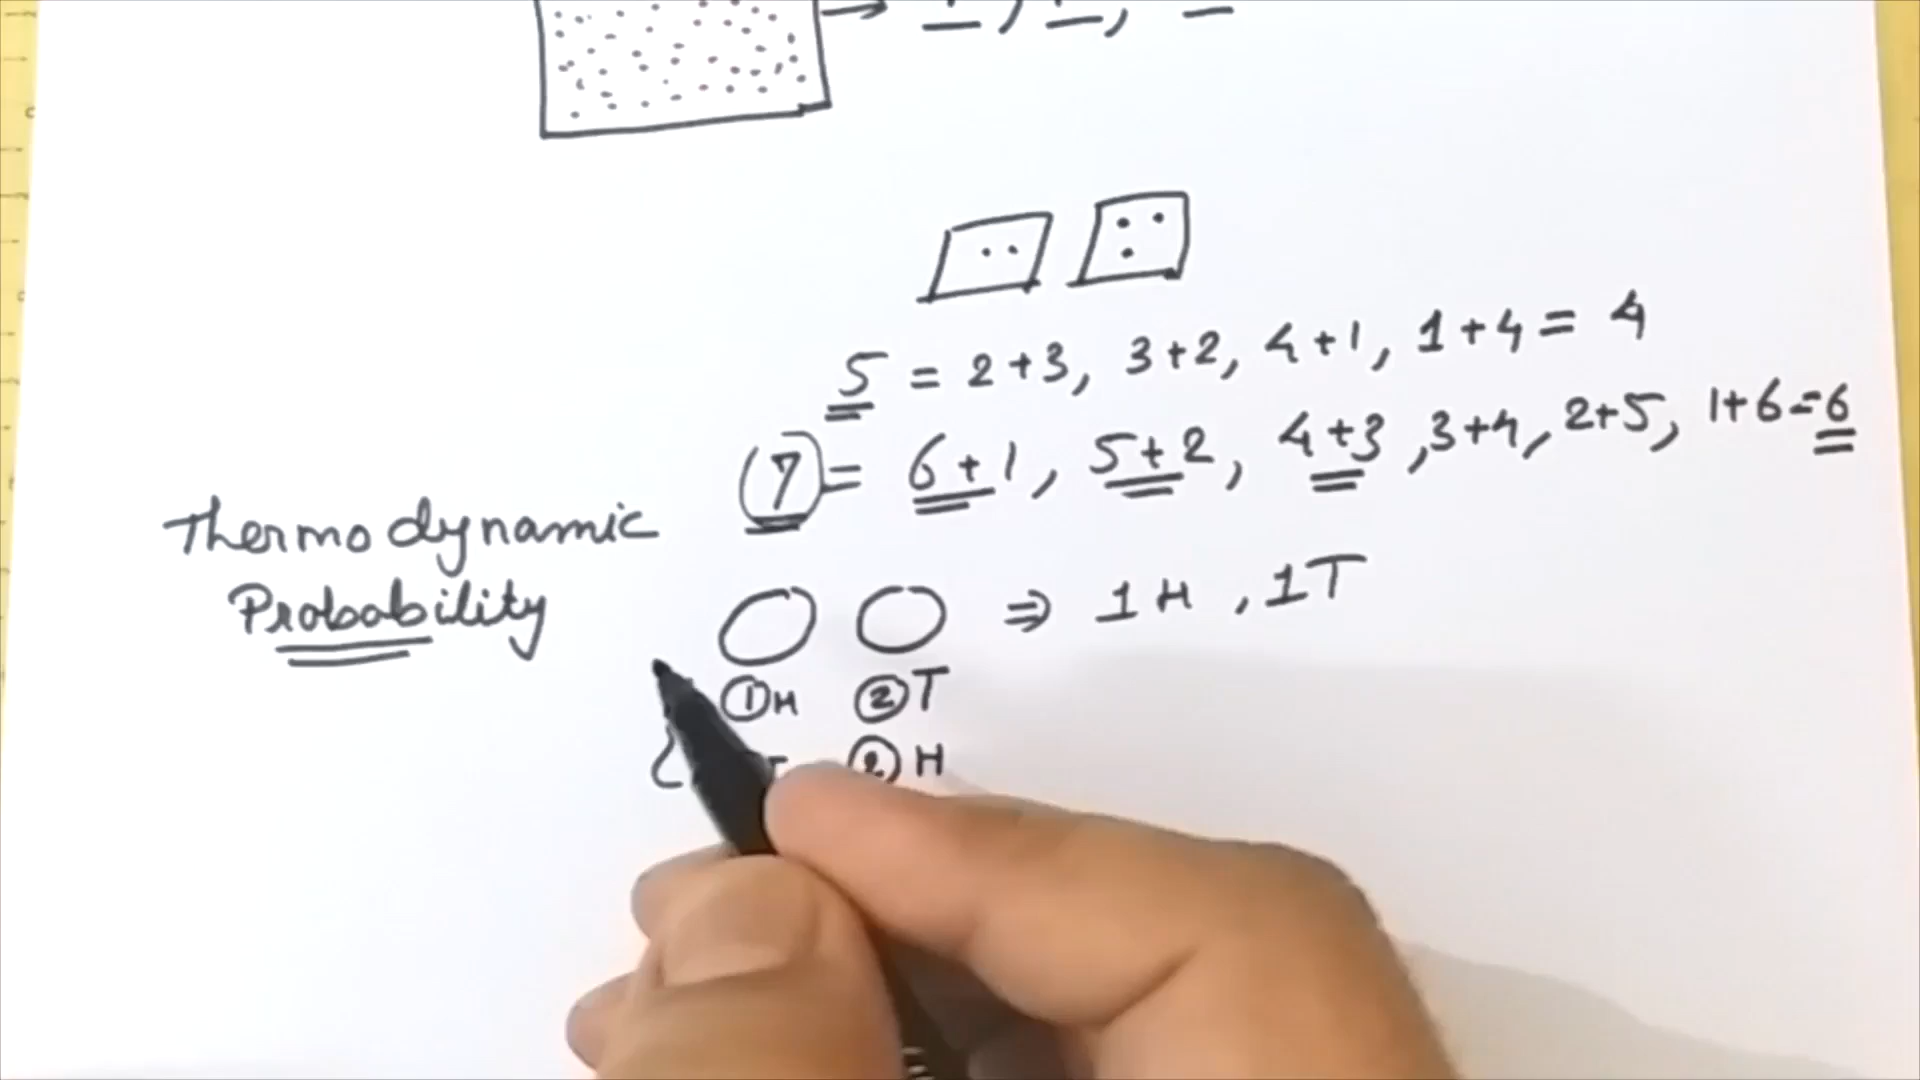 5 = 2+3, 3+2, 4+1, 1+4 = 4
7 = 6+1, 5+2, 4+3, 3+4, 2+5, 1+6 = 6
Thermodynamic
Probability
⇒ 1H, 1T
① H ② T
② H